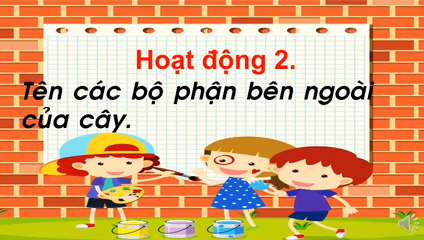 Hoạt động 2.
Tên các bộ phận bên ngoài
của cây.